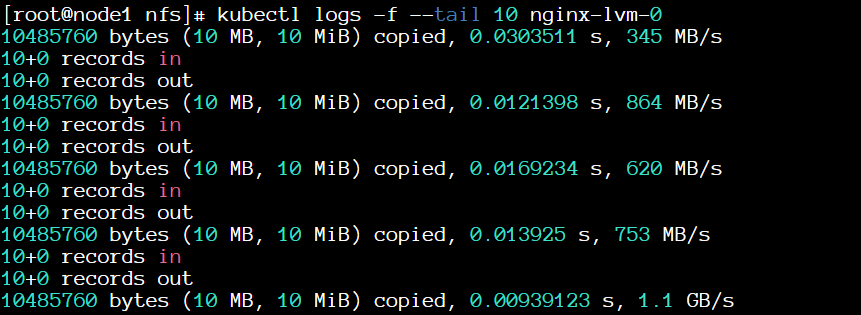 [root@node1 nfs]# kubectl logs -f --tail 10 nginx-lvm-0
10485760 bytes (10 MB, 10 MiB) copied, 0.0303511 s, 345 MB/s
10+0 records in
10+0 records out
10485760 bytes (10 MB, 10 MiB) copied, 0.0121398 s, 864 MB/s
10+0 records in
10+0 records out
10485760 bytes (10 MB, 10 MiB) copied, 0.0169234 s, 620 MB/s
10+0 records in
10+0 records out
10485760 bytes (10 MB, 10 MiB) copied, 0.013925 s, 753 MB/s
10+0 records in
10+0 records out
10485760 bytes (10 MB, 10 MiB) copied, 0.00939123 s, 1.1 GB/s